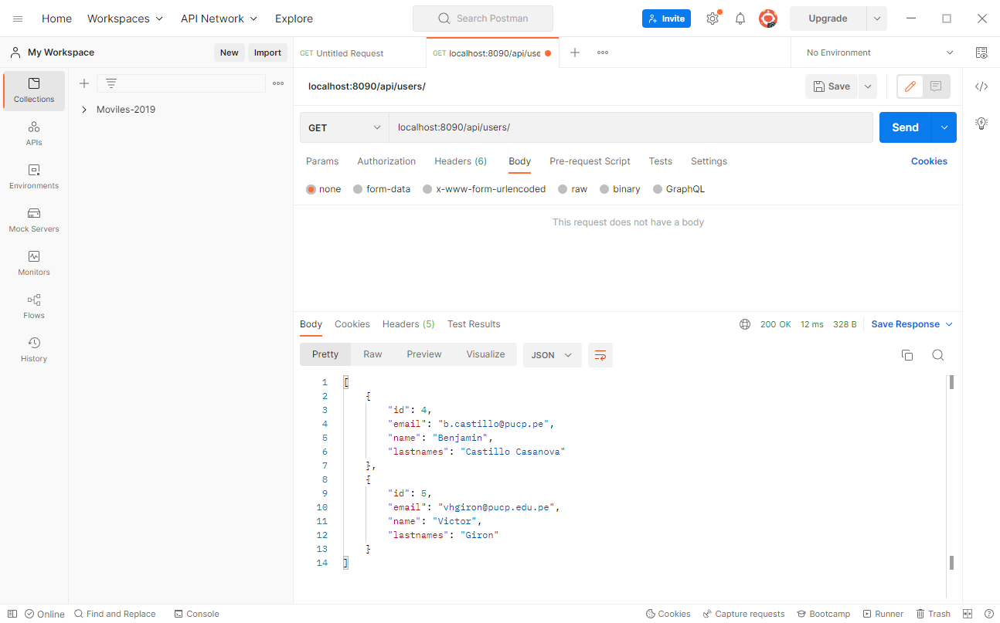 Home Workspaces API Network Explore Search Postman Invite Upgrade
My Workspace New Import GET Untitled Request GET localhost:8090/api/use No Environment
Collections
APIs
Environments
Mock Servers
Monitors
Flows
History
Moviles-2019
localhost:8090/api/users/ Save
GET localhost:8090/api/users/ Send
Params Authorization Headers (6) Body Pre-request Script Tests Settings Cookies
none form-data x-www-form-urlencoded raw binary GraphQL
This request does not have a body
Body Cookies Headers (5) Test Results 200 OK 12 ms 328 B Save Response
Pretty Raw Preview Visualize JSON
1 [
2 {
3 "id": 4,
4 "email": "b.castillo@pucp.pe",
5 "name": "Benjamin",
6 "lastnames": "Castillo Casanova"
7 },
8 {
9 "id": 5,
10 "email": "vhgiron@pucp.edu.pe",
11 "name": "Victor",
12 "lastnames": "Giron"
13 }
14 ]
Online Find and Replace Console Cookies Capture requests Bootcamp Runner Trash